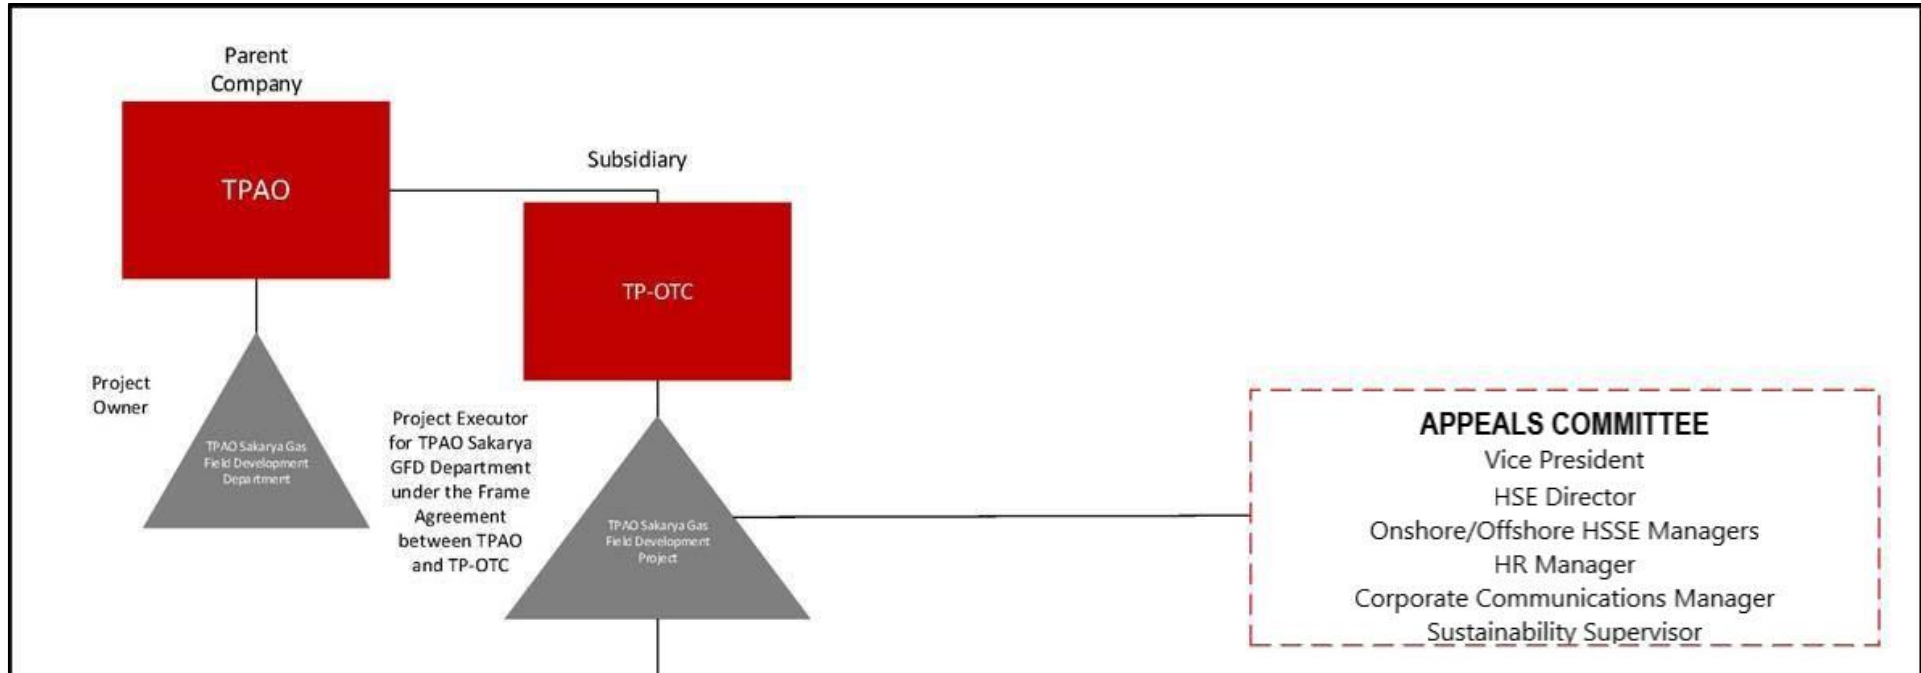 Parent
Company
TPAO
Subsidiary
TP-OTC
Project
Owner
TPAO Sakarya Gas
Field Development
Department
Project Executor
for TPAO Sakarya
GFD Department
under the Frame
Agreement
between TPAO
and TP-OTC
TPAO Sakarya Gas
Field Development
Project
APPEALS COMMITTEE
Vice President
HSE Director
Onshore/Offshore HSSE Managers
HR Manager
Corporate Communications Manager
Sustainability Supervisor